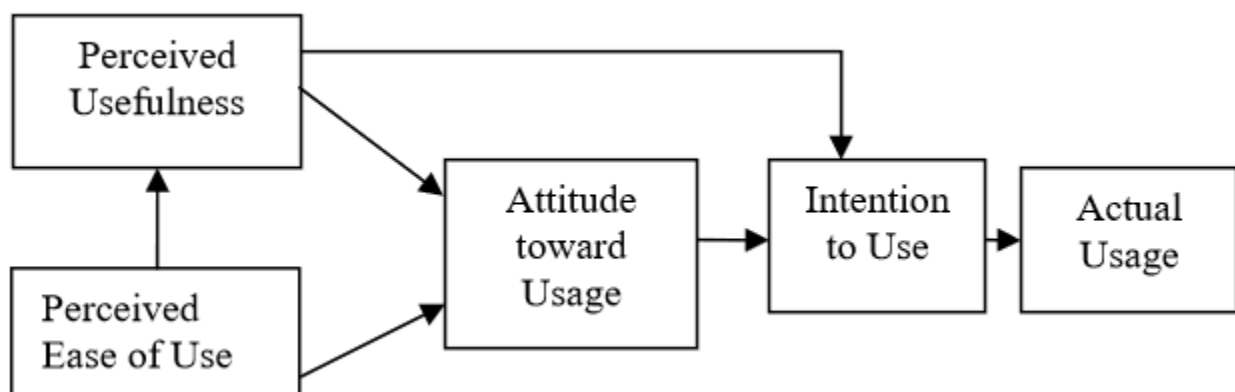 Perceived
Usefulness
Attitude
toward
Usage
Intention
to Use
Actual
Usage
Perceived
Ease of Use